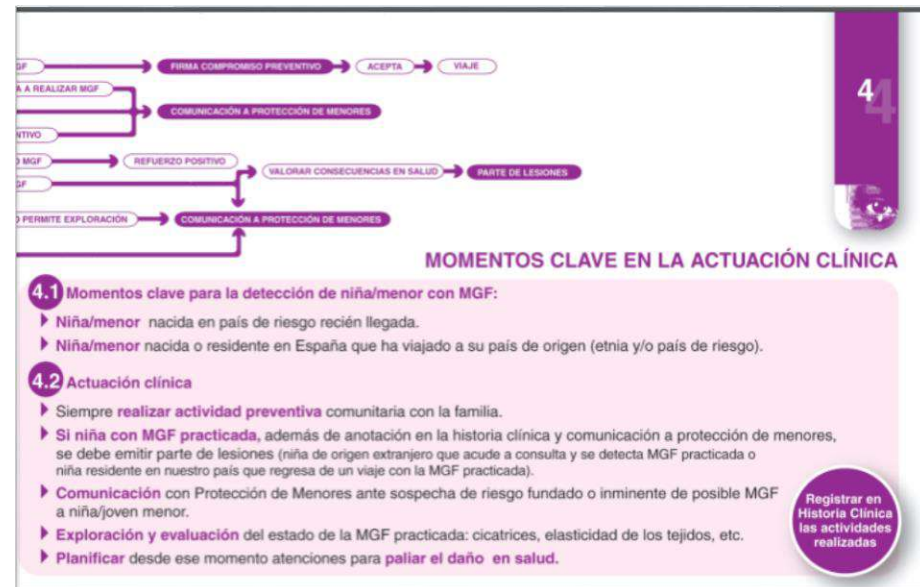 GF FIRMA COMPROMISO PREVENTIVO ACEPTA VIAJE
A A REALIZAR MGF
COMUNICACIÓN A PROTECCIÓN DE MENORES
NTIVO
O MGF REFUERZO POSITIVO
VALORAR CONSECUENCIAS EN SALUD PARTE DE LESIONES
GF
O PERMITE EXPLORACIÓN COMUNICACIÓN A PROTECCIÓN DE MENORES
4
MOMENTOS CLAVE EN LA ACTUACIÓN CLÍNICA
4.1 Momentos clave para la detección de niña/menor con MGF:
Niña/menor nacida en país de riesgo recién llegada.
Niña/menor nacida o residente en España que ha viajado a su país de origen (etnia y/o país de riesgo).
4.2 Actuación clínica
Siempre realizar actividad preventiva comunitaria con la familia.
Si niña con MGF practicada, además de anotación en la historia clínica y comunicación a protección de menores,
se debe emitir parte de lesiones (niña de origen extranjero que acude a consulta y se detecta MGF practicada o
niña residente en nuestro país que regresa de un viaje con la MGF practicada).
Comunicación con Protección de Menores ante sospecha de riesgo fundado o inminente de posible MGF
a niña/joven menor.
Exploración y evaluación del estado de la MGF practicada: cicatrices, elasticidad de los tejidos, etc.
Planificar desde ese momento atenciones para paliar el daño en salud.
Registrar en
Historia Clínica
las actividades
realizadas